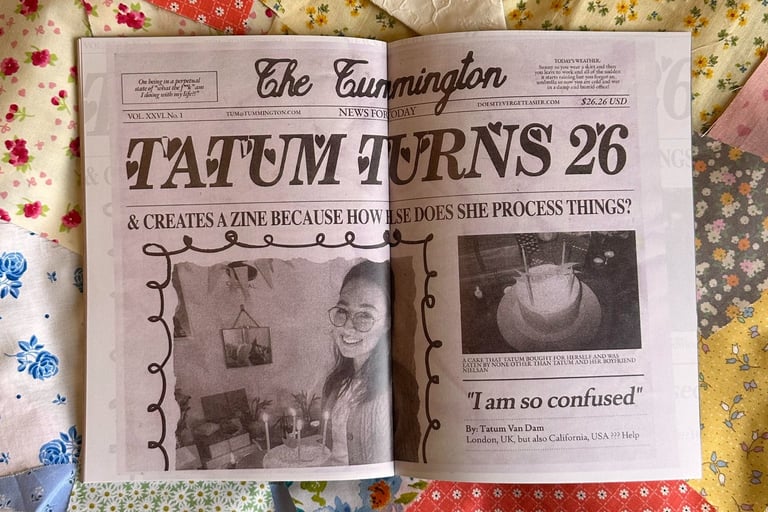 On being in a perpetual
state of "what the f**k" am
I doing with my life!!"
The Tummington
TODAY'S WEATHER:
Sunny so you wear a skirt and then
you leave to work and all of the sudden
it starts raining but you forgot an
umbrella so now you are cold and wet
in a damp and humid office!
VOL. XXVI. No. 1
TUM@TUMMINGTON.COM
NEWS FOR TODAY
DOESITEVERGETEASIER.COM
$26.26 USD
TATUM TURNS 26
& CREATES A ZINE BECAUSE HOW ELSE DOES SHE PROCESS THINGS?
A CAKE THAT TATUM BOUGHT FOR HERSELF AND WAS
EATEN BY NONE OTHER THAN TATUM AND HER BOYFRIEND
NIELSAN
"I am so confused"
By: Tatum Van Dam
London, UK, but also California, USA ??? Help